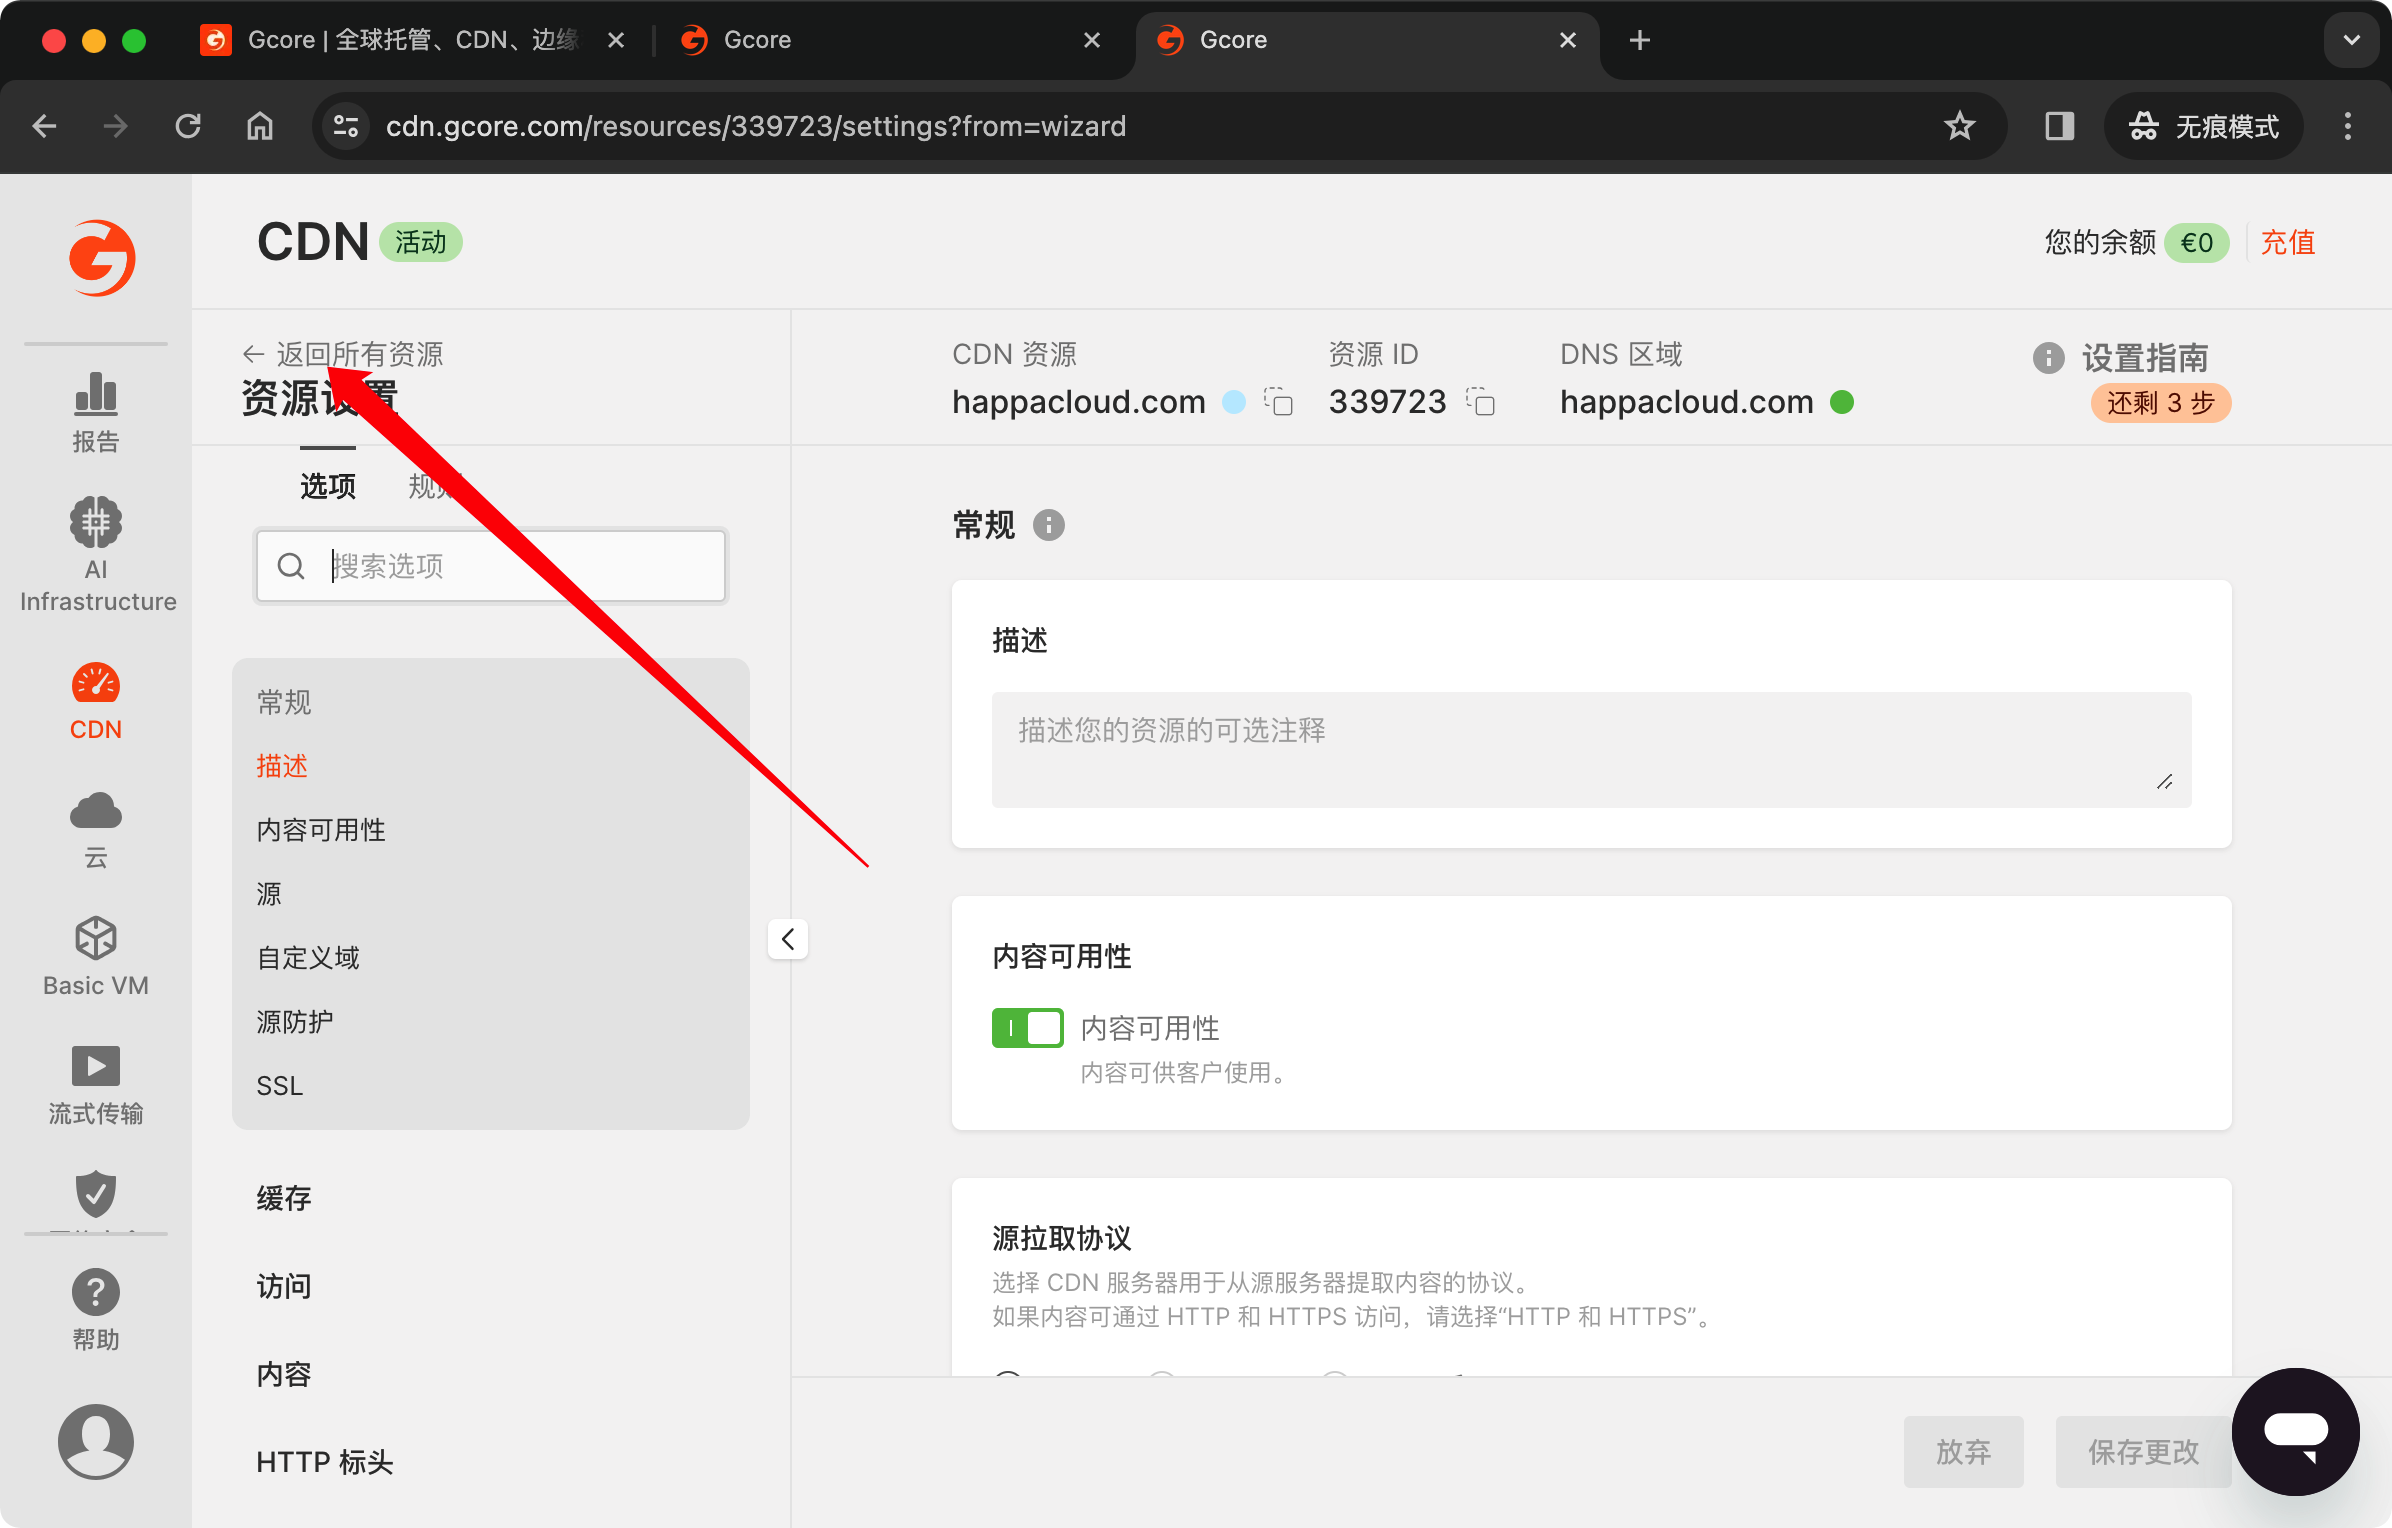 Gcore | 全球托管、CDN、边缘
Gcore
Gcore
cdn.gcore.com/resources/339723/settings?from=wizard
无痕模式
CDN 活动
您的余额 €0 充值
返回所有资源
资源设置
CDN 资源
happacloud.com
资源 ID
339723
DNS 区域
happacloud.com
设置指南
还剩 3 步
报告
AI
Infrastructure
CDN
云
Basic VM
流式传输
帮助
选项
搜索选项
常规
描述
内容可用性
源
自定义域
源防护
SSL
缓存
访问
内容
HTTP 标头
常规
描述
描述您的资源的可选注释
内容可用性
内容可用性
内容可供客户使用。
源拉取协议
选择 CDN 服务器用于从源服务器提取内容的协议。
如果内容可通过 HTTP 和 HTTPS 访问，请选择“HTTP 和 HTTPS”。
放弃
保存更改